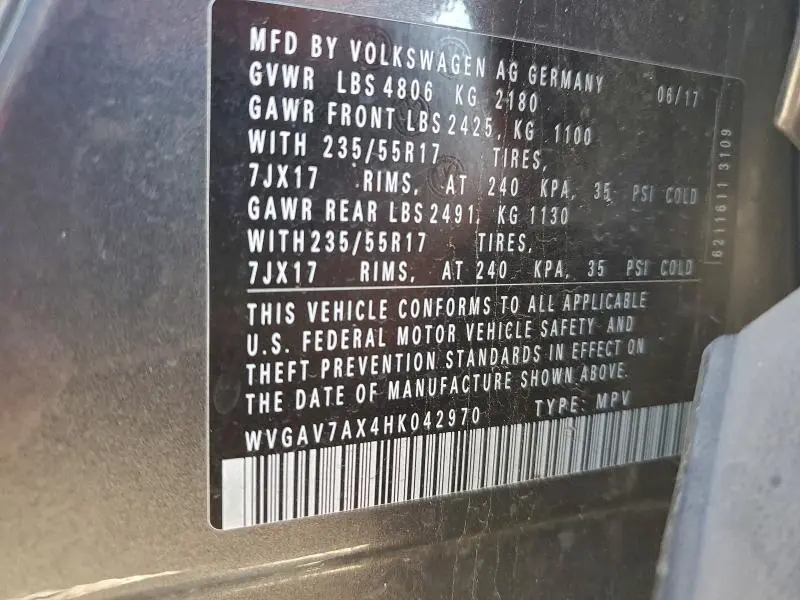 MFD BY VOLKSWAGEN AG GERMANY
GVWR LBS 4806 KG 2180 06/17
GAWR FRONT LBS 2425, KG 1100
WITH 235/55R17 TIRES,
7JX17 RIMS, AT 240 KPA, 35 PSI COLD
GAWR REAR LBS 2491, KG 1130
WITH 235/55R17 TIRES,
7JX17 RIMS, AT 240 KPA, 35 PSI COLD
THIS VEHICLE CONFORMS TO ALL APPLICABLE
U.S. FEDERAL MOTOR VEHICLE SAFETY AND
THEFT PREVENTION STANDARDS IN EFFECT ON
THE DATE OF MANUFACTURE SHOWN ABOVE.
WVGAV7AX4HK042970 TYPE: MPV
6211611 3109